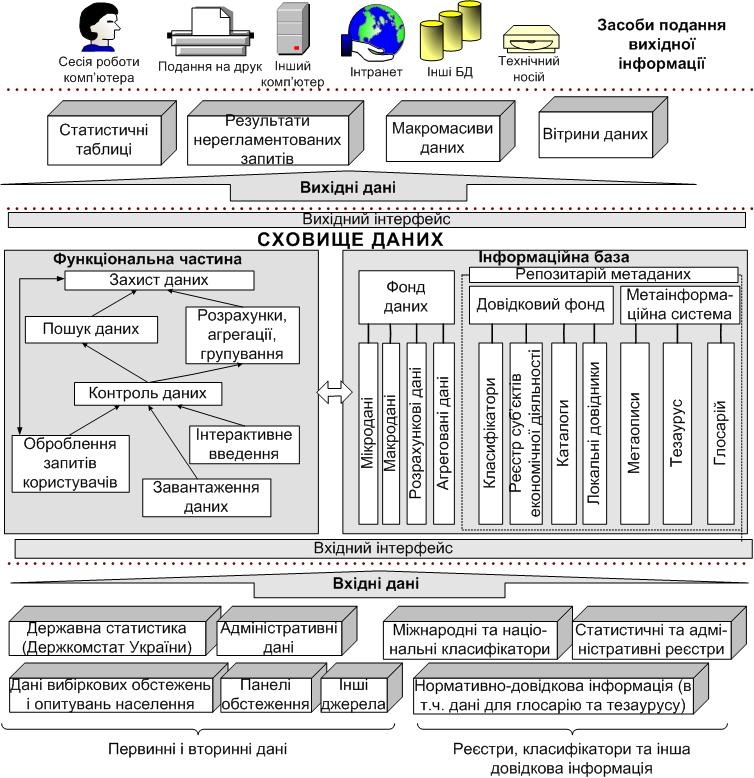 Сесія роботи
комп'ютера
Подання на друк
Інший
комп'ютер
Інтранет
Інші БД
Технічний
носій
Засоби подання
вихідної
інформації
Статистичні
таблиці
Результати
нерегламентованих
запитів
Макромасиви
даних
Вітрини даних
Вихідні дані
Вихідний інтерфейс
СХОВИЩЕ ДАНИХ
Функціональна частина
Захист даних
Пошук даних
Розрахунки,
агрегації,
групування
Контроль даних
Оброблення
запитів
користувачів
Інтерактивне
введення
Завантаження
даних
Інформаційна база
Репозитарій метаданих
Фонд
даних
Довідковий фонд
Метаінформа-
ційна система
Мікродані
Макродані
Розрахункові дані
Агреговані дані
Класифікатори
Реєстр суб'єктів
економічної діяльності
Каталоги
Локальні довідники
Метаописи
Тезаурус
Глосарій
Вхідний інтерфейс
Вхідні дані
Державна статистика
(Держкомстат України)
Адміністративні
дані
Міжнародні та націо-
нальні класифікатори
Статистичні та адмі-
ністративні реєстри
Дані вибіркових обстежень
і опитувань населення
Панелі
обстеження
Інші
джерела
Нормативно-довідкова інформація (в
т.ч. дані для глосарію та тезаурусу)
Первинні і вторинні дані
Реєстри, класифікатори та інша
довідкова інформація